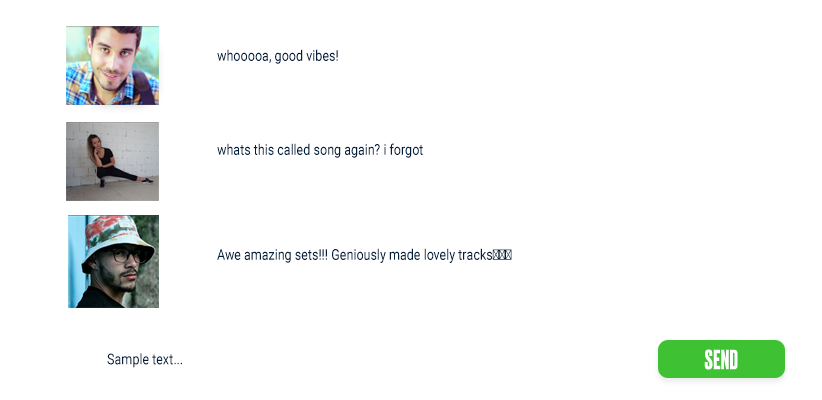 whooooa, good vibes!
whats this called song again? i forgot
Awe amazing sets!!! Geniously made lovely tracks
Sample text...
SEND